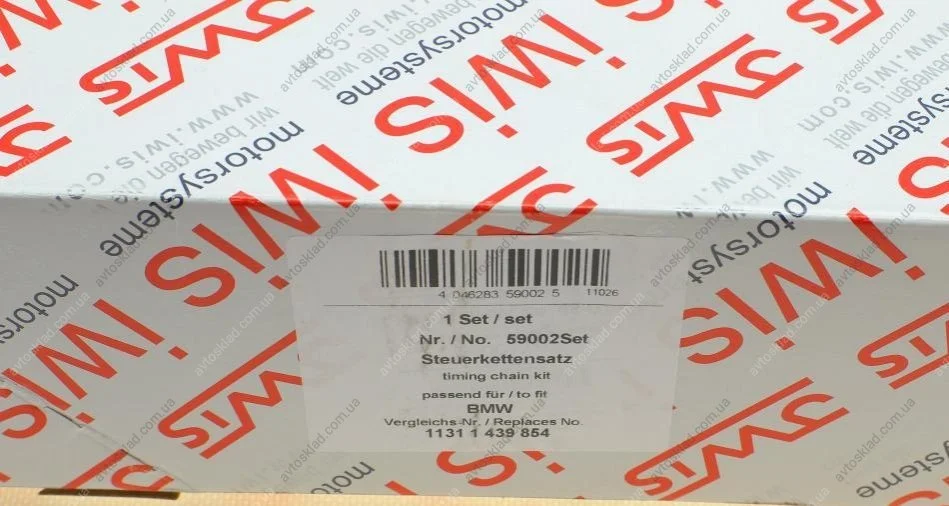 iwis
motorsysteme
wir bewegen die welt
www.iwis.com
4 046283 59002 5 11026
1 Set / set
Nr. / No. 59002Set
Steuerkettensatz
timing chain kit
passend für / to fit
BMW
Vergleichs-Nr. / Replaces No.
1131 1 439 854
avtosklad.com.ua